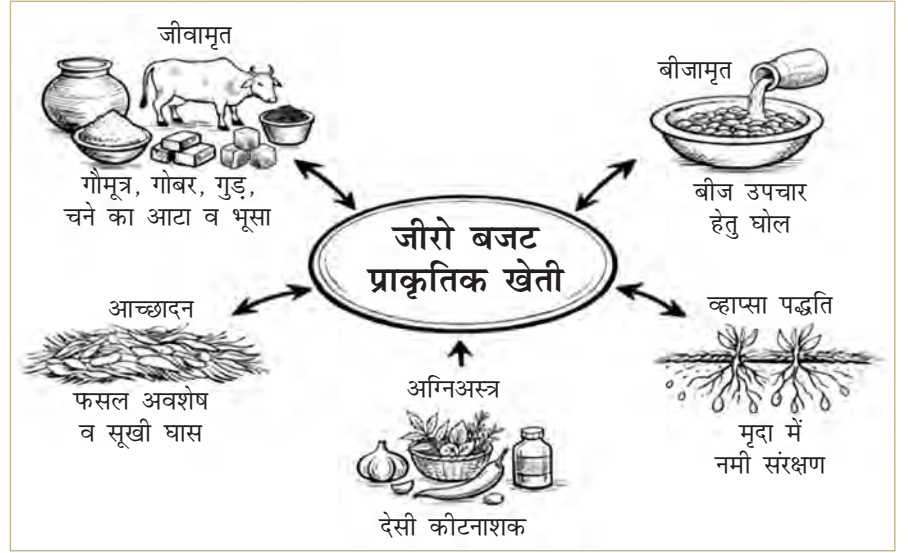 जीवामृत
गौमूत्र, गोबर, गुड़,
चने का आटा व भूसा
बीजामृत
बीज उपचार
हेतु घोल
जीरो बजट
प्राकृतिक खेती
आच्छादन
फसल अवशेष
व सूखी घास
व्हाप्सा पद्धति
मृदा में
नमी संरक्षण
अग्निअस्त्र
देसी कीटनाशक